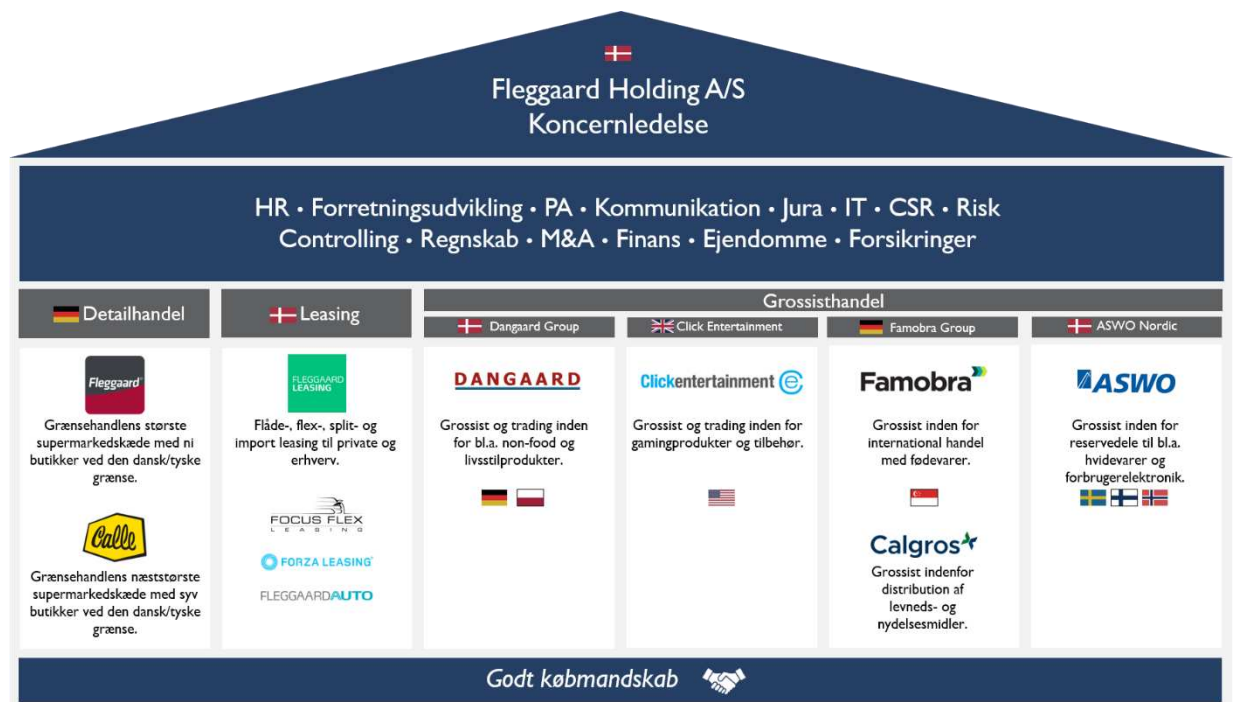 Fleggaard Holding A/S
Koncernledelse
HR • Forretningsudvikling • PA • Kommunikation • Jura • IT • CSR • Risk
Controlling • Regnskab • M&A • Finans • Ejendomme • Forsikringer
Detailhandel
Leasing
Grossisthandel
Dangaard Group
Click Entertainment
Famobra Group
ASWO Nordic
Fleggaard
Grænsehandlens største
supermarkedskæde med ni
butikker ved den dansk/tyske
grænse.
Calle
Grænsehandlens næststørste
supermarkedskæde med syv
butikker ved den dansk/tyske
grænse.
FLEGGAARD
LEASING
Flåde-, flex-, split- og
import leasing til private og
erhverv.
FOCUS FLEX
LEASING
FORZA LEASING
FLEGGAARDAUTO
DANGAARD
Grossist og trading inden
for bl.a. non-food og
livsstilprodukter.
Clickentertainment e
Grossist og trading inden for
gamingprodukter og tilbehør.
Famobra
Grossist inden for
international handel
med fødevarer.
Calgros
Grossist indenfor
distribution af
levneds- og
nydelsesmidler.
ASWO
Grossist inden for
reservedele til bl.a.
hvidevarer og
forbrugerelektronik.
Godt købmandskab